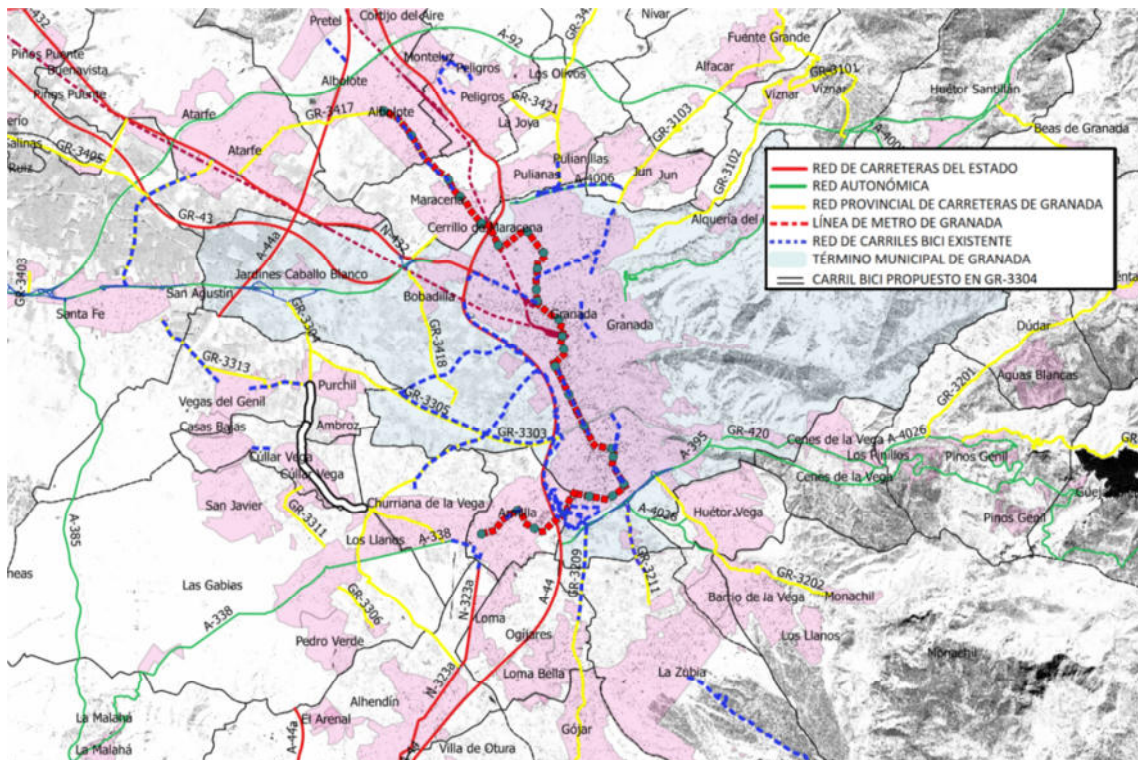 -432
Pretel
Cortijo del Aire
GR-34
Nívar
Fuente Grande
Pinos Puente
Buenavista
Monteluz
A-92
Albolote
Peligros
Los Olivos
Alfacar
GR-3101
Pinos Puente
Atarfe
GR-3417
Albolote
Peligros
GR-3421
Víznar
Víznar
Huétor Santillán
La Joya
GR-3103
A-400
Beas de Granada
Salinas
GR-3405
Ruiz
Atarfe
Pulianillas
Pulianas
Jun
Jun
GR-3102
A-4006
Maracena
GR-43
Cerrillo de Maracena
N-432
A-44a
Alquería del
GR-3403
Jardines Caballo Blanco
San Agustín
Bobadilla
Santa Fe
GR-3304
Granada
Granada
Dúdar
GR-3418
GR-3313
Purchil
Aguas Blancas
GR-3201
Vegas del Genil
GR-3305
Casas Bajas
Ambroz
GR-3303
GR-420
A-395
Cenes de la Vega
A-4026
Los Pinillos
Pinos Genil
GR
Cúllar Vega
Cúllar Vega
Cenes de la Vega
Güéjar
San Javier
Churriana de la Vega
Armilla
Huétor Vega
Pinos Genil
GR-3311
A-4026
A-385
Los Llanos
A-338
GR-3209
GR-3211
GR-3202
Las Gabias
N-323a
A-44
Barrio de la Vega
Monachil
GR-3306
Loma
A-338
Ogíjares
Los Llanos
Pedro Verde
Monachil
N-323a
Loma Bella
La Zubia
Alhendín
La Malahá
El Arenal
Gójar
A-44a
Villa de Otura
La Malahá
RED DE CARRETERAS DEL ESTADO
RED AUTONÓMICA
RED PROVINCIAL DE CARRETERAS DE GRANADA
LÍNEA DE METRO DE GRANADA
RED DE CARRILES BICI EXISTENTE
TÉRMINO MUNICIPAL DE GRANADA
CARRIL BICI PROPUESTO EN GR-3304